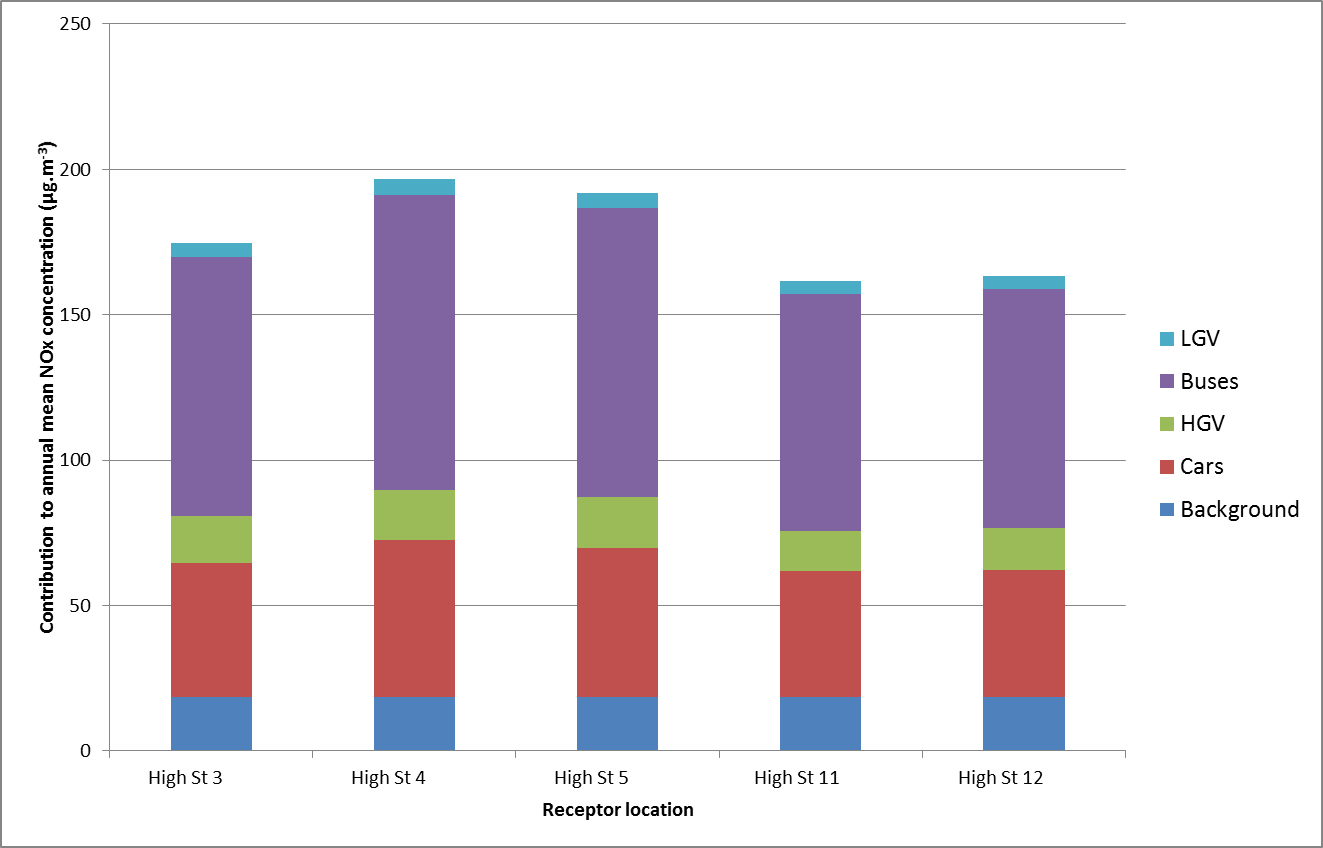 Contribution to annual mean NOx concentration (µg.m-3)
250
200
150
100
50
0
High St 3
High St 4
High St 5
High St 11
High St 12
Receptor location
LGV
Buses
HGV
Cars
Background